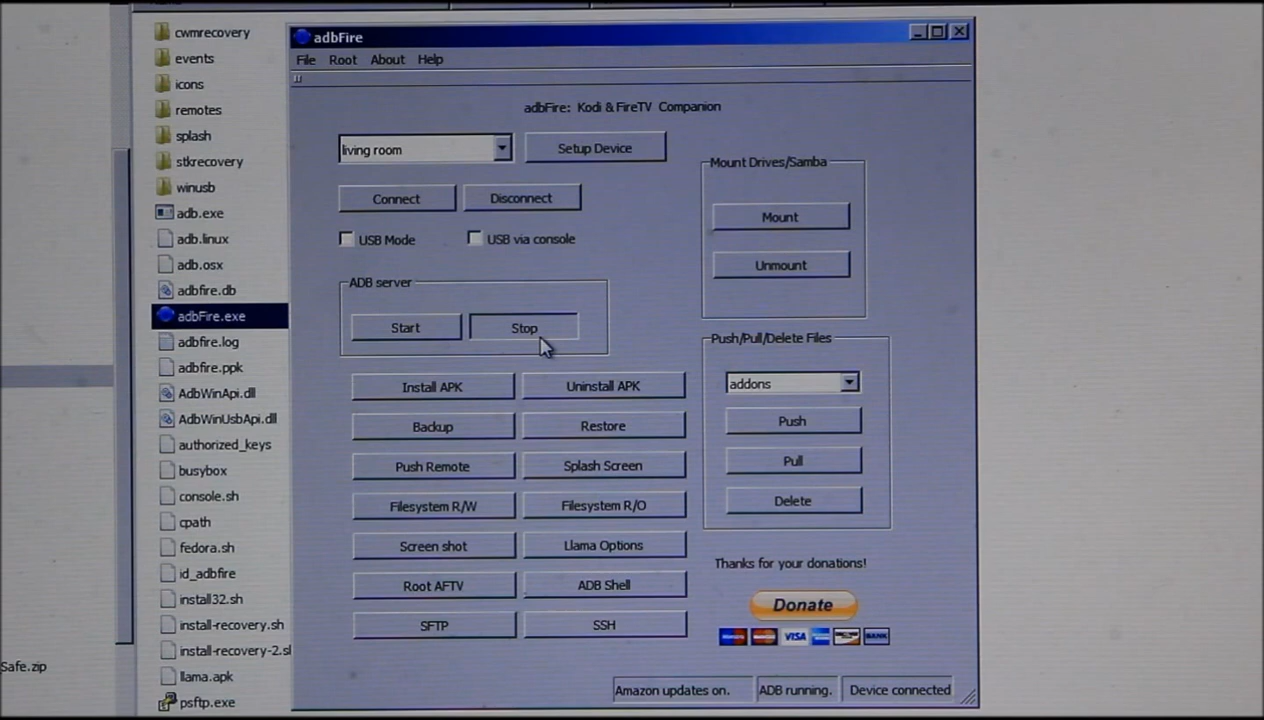 cwmrecovery
events
icons
remotes
splash
stkrecovery
winusb
adb.exe
adb.linux
adb.osx
adbfire.db
adbFire.exe
adbfire.log
adbfire.ppk
AdbWinApi.dll
AdbWinUsbApi.dll
authorized_keys
busybox
console.sh
cpath
fedora.sh
id_adbfire
install32.sh
install-recovery.sh
install-recovery-2.sl
llama.apk
psftp.exe
Safe.zip
adbFire
File Root About Help
adbFire: Kodi & FireTV Companion
living room
Setup Device
Connect
Disconnect
USB Mode
USB via console
ADB server
Start
Stop
Install APK
Uninstall APK
Backup
Restore
Push Remote
Splash Screen
Filesystem R/W
Filesystem R/O
Screen shot
Llama Options
Root AFTV
ADB Shell
SFTP
SSH
Mount Drives/Samba
Mount
Unmount
Push/Pull/Delete Files
addons
Push
Pull
Delete
Thanks for your donations!
Donate
VISA
BANK
Amazon updates on.
ADB running.
Device connected